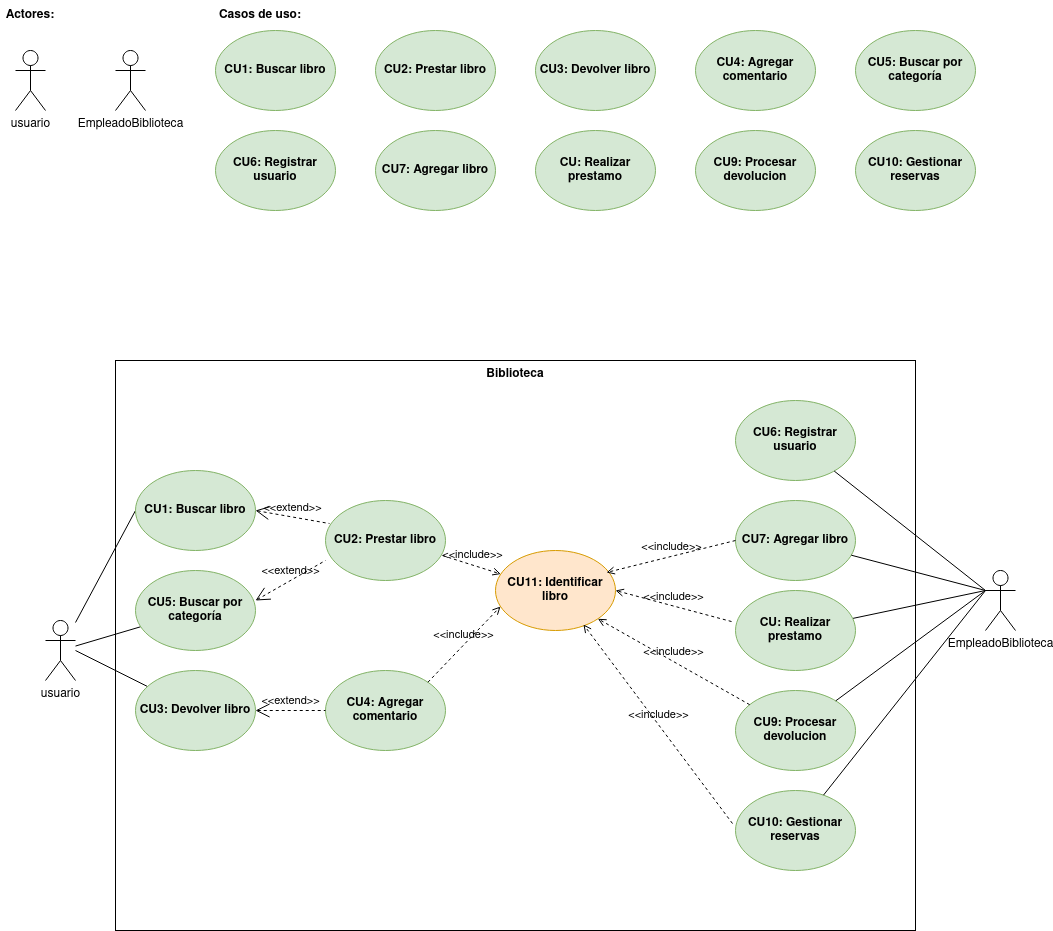 Actores:
Casos de uso:
usuario
EmpleadoBiblioteca
CU1: Buscar libro
CU2: Prestar libro
CU3: Devolver libro
CU4: Agregar
comentario
CU5: Buscar por
categoría
CU6: Registrar
usuario
CU7: Agregar libro
CU: Realizar
prestamo
CU9: Procesar
devolucion
CU10: Gestionar
reservas
Biblioteca
usuario
CU1: Buscar libro
CU5: Buscar por
categoría
CU3: Devolver libro
<<extend>>
<<extend>>
<<extend>>
CU2: Prestar libro
CU4: Agregar
comentario
<<include>>
<<include>>
CU11: Identificar
libro
<<include>>
<<include>>
<<include>>
<<include>>
CU6: Registrar
usuario
CU7: Agregar libro
CU: Realizar
prestamo
CU9: Procesar
devolucion
CU10: Gestionar
reservas
EmpleadoBiblioteca